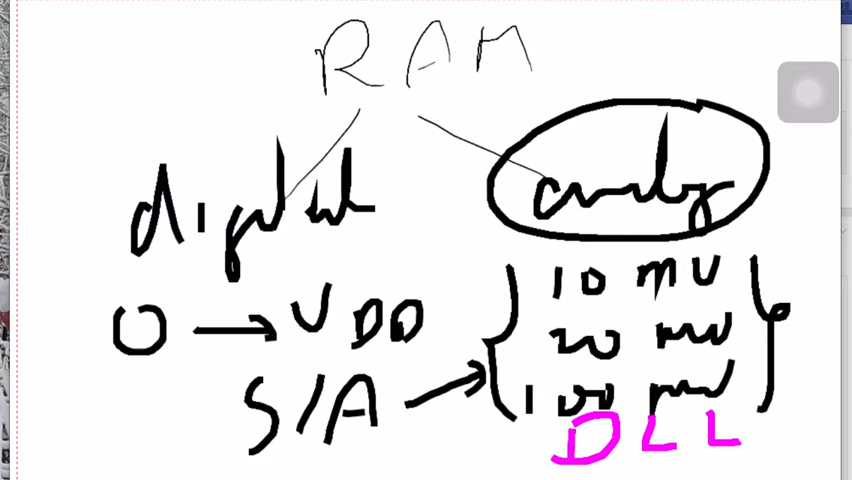 RAM
digital analog
0 → VDD
10 mV
20 mV
S/A → 100 mV
DLL